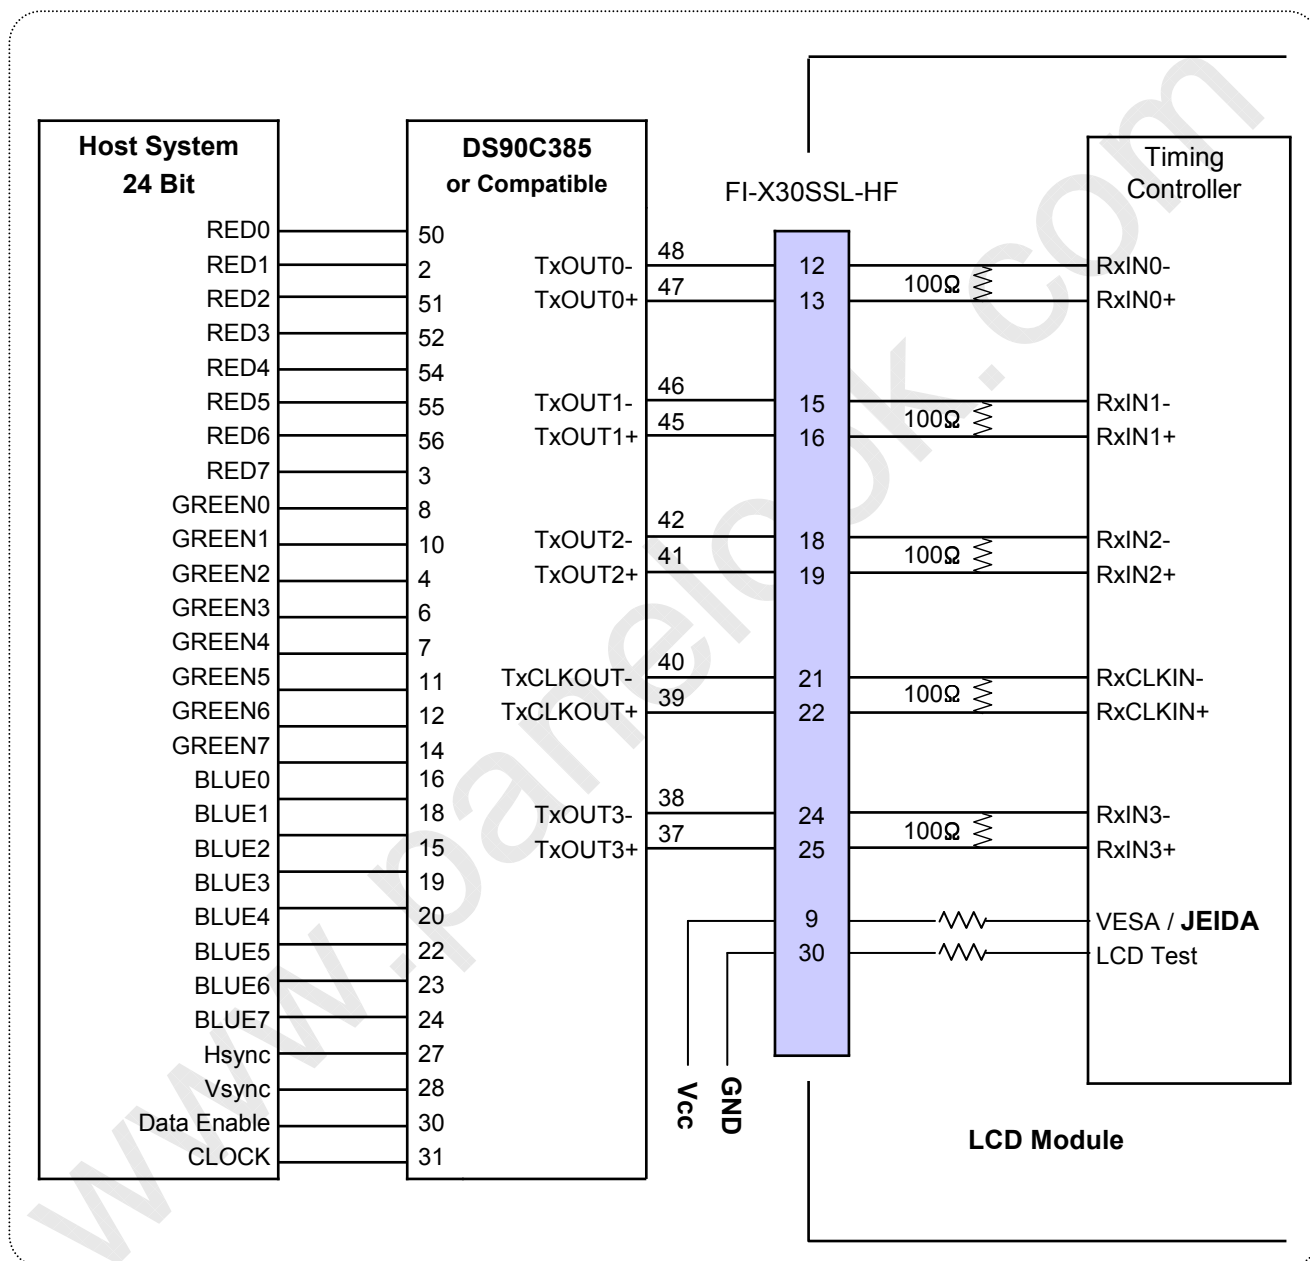 Host System
24 Bit
RED0
RED1
RED2
RED3
RED4
RED5
RED6
RED7
GREEN0
GREEN1
GREEN2
GREEN3
GREEN4
GREEN5
GREEN6
GREEN7
BLUE0
BLUE1
BLUE2
BLUE3
BLUE4
BLUE5
BLUE6
BLUE7
Hsync
Vsync
Data Enable
CLOCK
DS90C385
or Compatible
50
2
51
52
54
55
56
3
8
10
4
6
7
11
12
14
16
18
15
19
20
22
23
24
27
28
30
31
TxOUT0-
TxOUT0+
TxOUT1-
TxOUT1+
TxOUT2-
TxOUT2+
TxCLKOUT-
TxCLKOUT+
TxOUT3-
TxOUT3+
48
47
46
45
42
41
40
39
38
37
FI-X30SSL-HF
12
13
15
16
18
19
21
22
24
25
9
30
Vcc
GND
100Ω
100Ω
100Ω
100Ω
100Ω
Timing
Controller
RxIN0-
RxIN0+
RxIN1-
RxIN1+
RxIN2-
RxIN2+
RxCLKIN-
RxCLKIN+
RxIN3-
RxIN3+
VESA / JEIDA
LCD Test
LCD Module
www.panelook.com